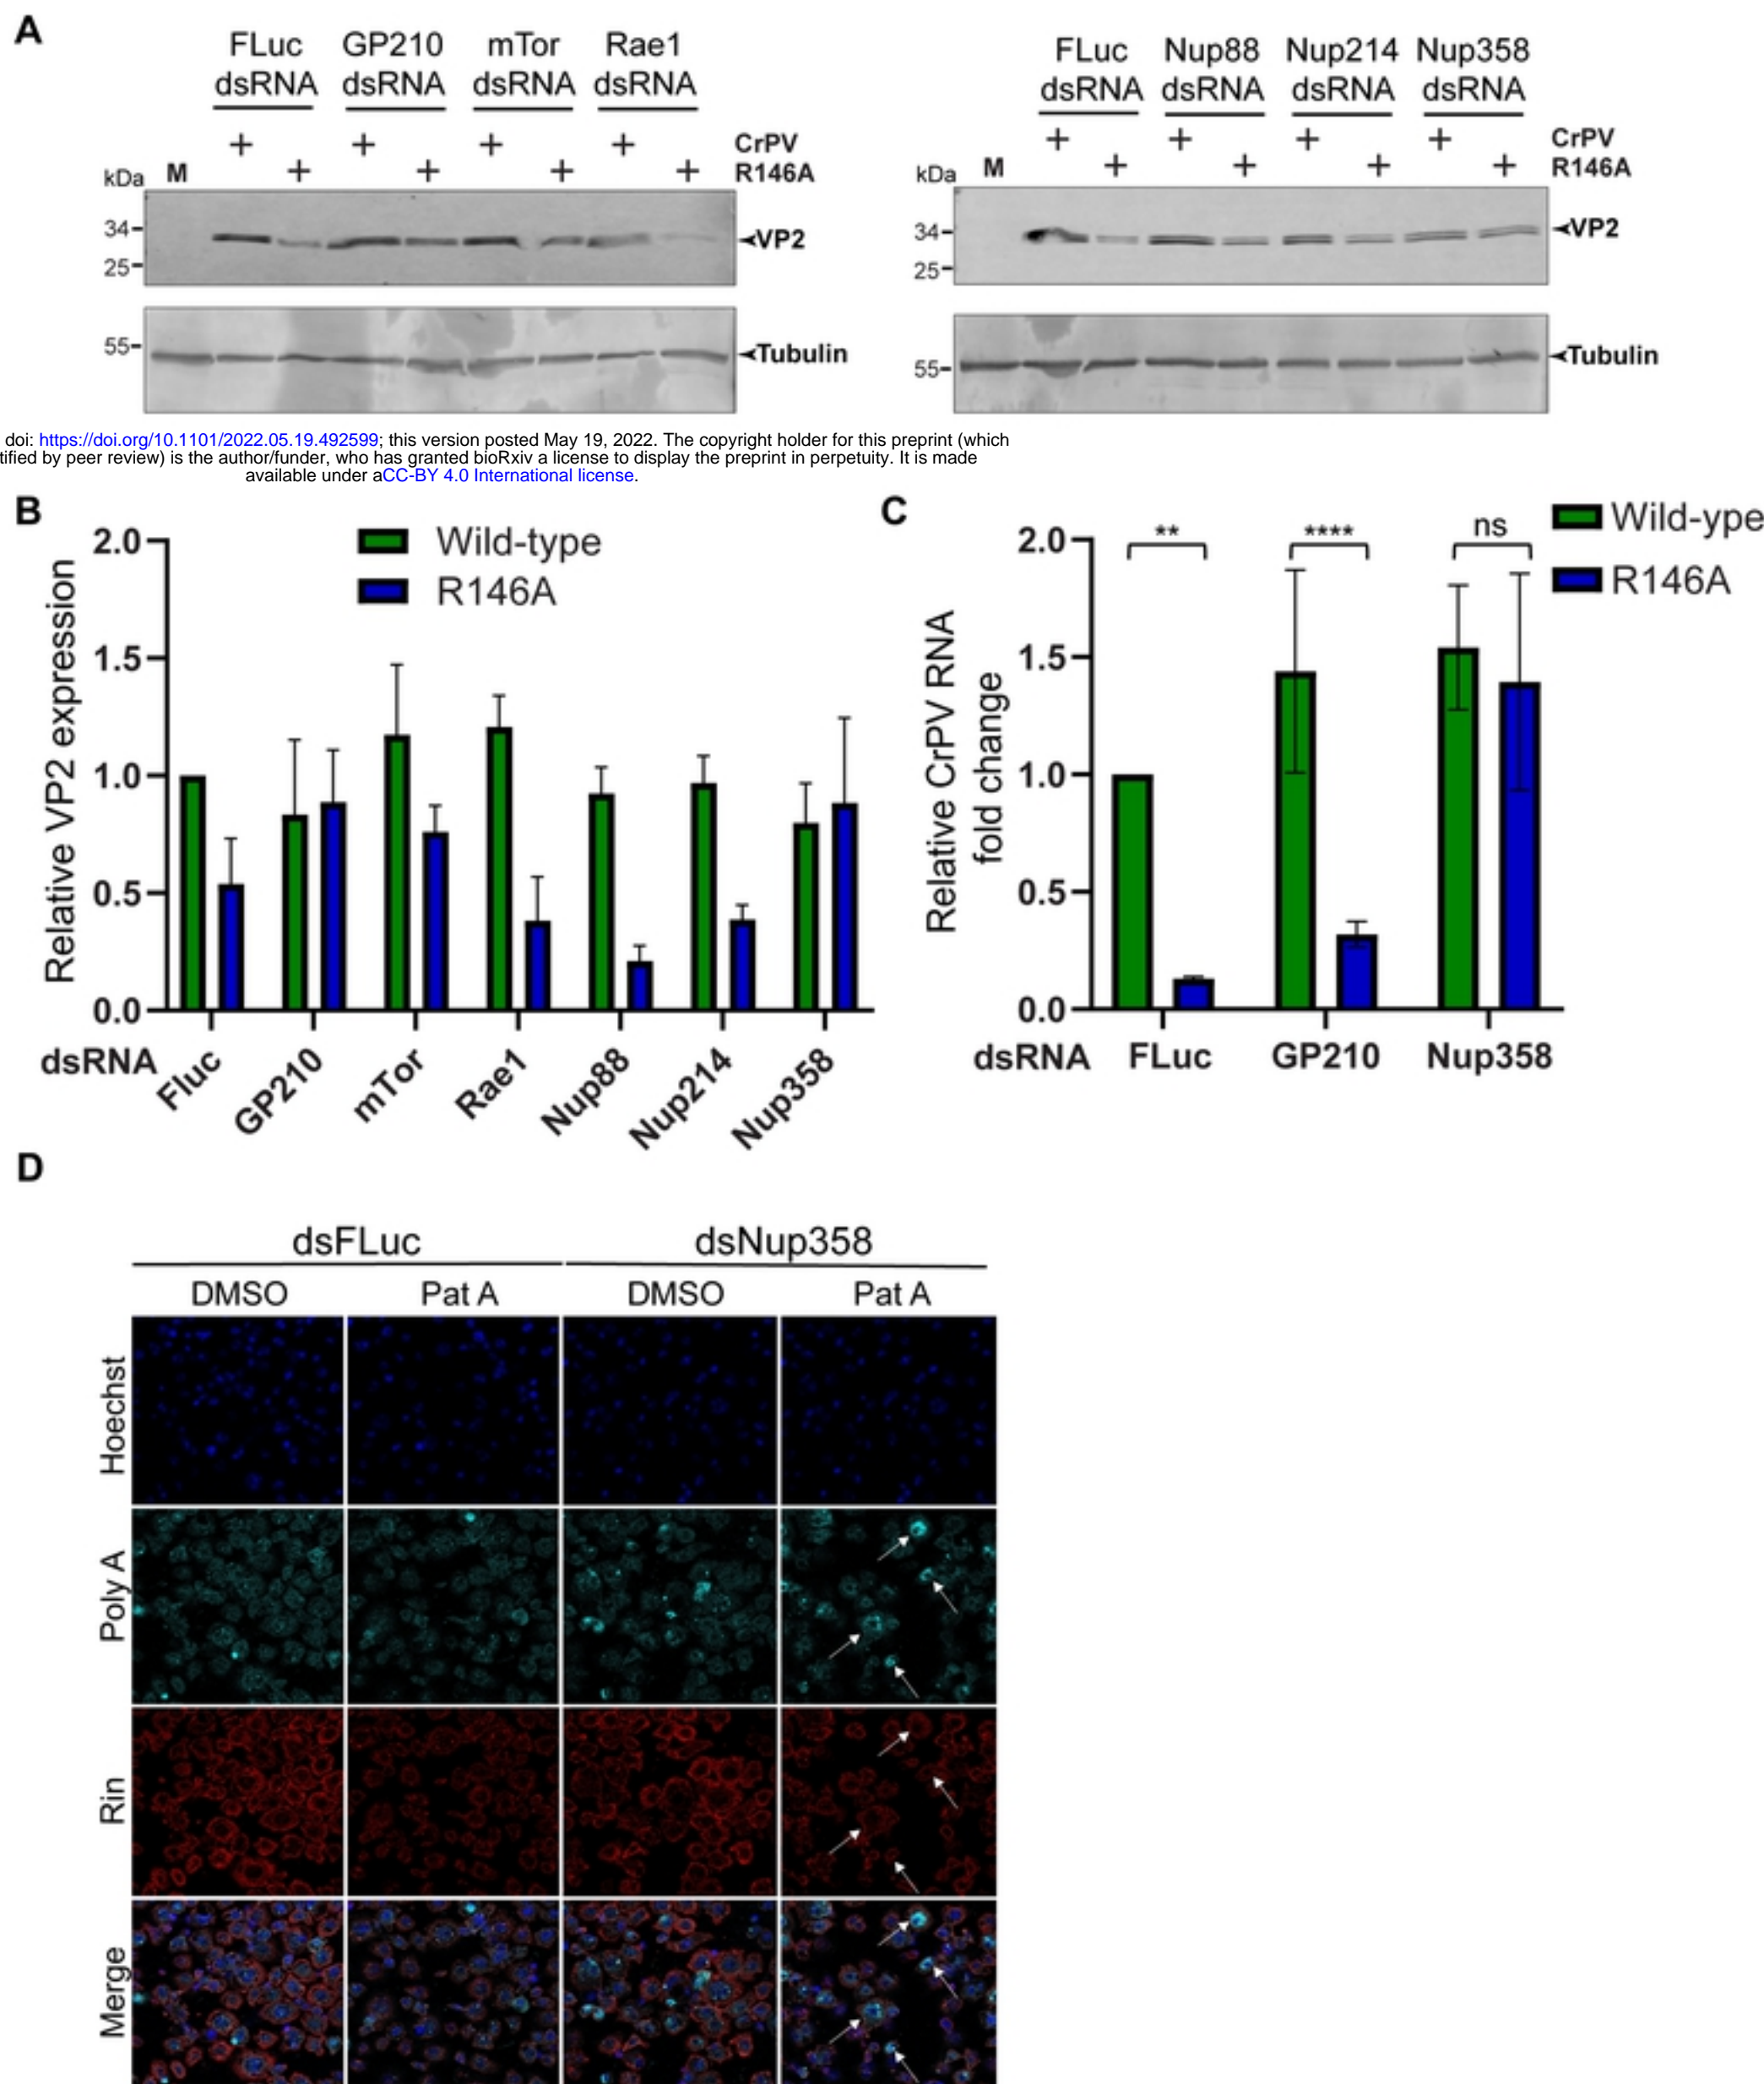 A
FLuc GP210 mTor Rae1
dsRNA dsRNA dsRNA dsRNA
+ + + + CrPV
kDa M + + + + R146A
34 VP2
25
55 Tubulin
FLuc Nup88 Nup214 Nup358
dsRNA dsRNA dsRNA dsRNA
+ + + + CrPV
kDa M + + + + R146A
34 VP2
25
55 Tubulin
doi: https://doi.org/10.1101/2022.05.19.492599; this version posted May 19, 2022. The copyright holder for this preprint (which
tified by peer review) is the author/funder, who has granted bioRxiv a license to display the preprint in perpetuity. It is made
available under aCC-BY 4.0 International license.
B
Wild-type
R146A
Relative VP2 expression
2.0
1.5
1.0
0.5
0.0
dsRNA Fluc GP210 mTor Rae1 Nup88 Nup214 Nup358
C
Wild-ype
R146A
** **** ns
Relative CrPV RNA
fold change
2.0
1.5
1.0
0.5
0.0
dsRNA FLuc GP210 Nup358
D
dsFLuc dsNup358
DMSO Pat A DMSO Pat A
Hoechst
Poly A
Rin
Merge